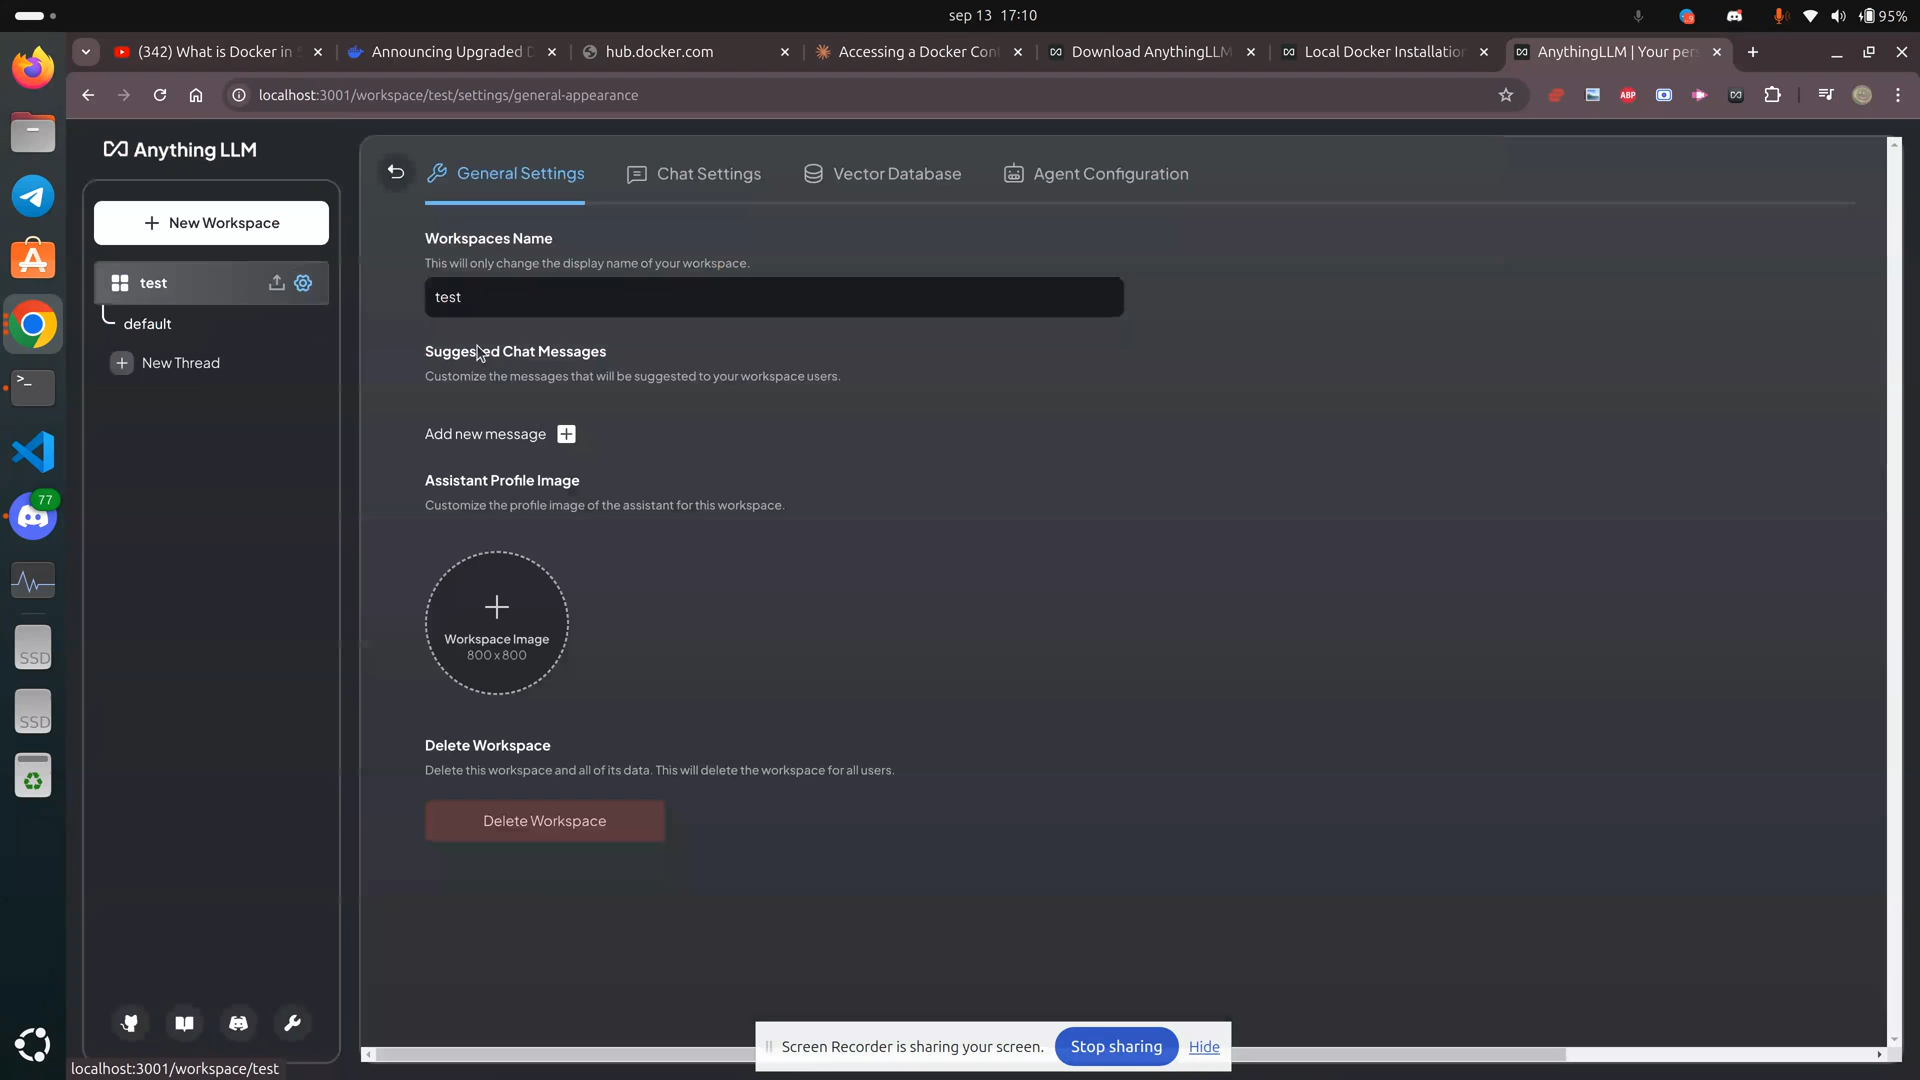 sep 13 17:10
95%
(342) What is Docker in
Announcing Upgraded D
hub.docker.com
Accessing a Docker Con
Download AnythingLLM
Local Docker Installation
AnythingLLM | Your pers
localhost:3001/workspace/test/settings/general-appearance
ABP
Anything LLM
New Workspace
test
default
New Thread
General Settings
Chat Settings
Vector Database
Agent Configuration
Workspaces Name
This will only change the display name of your workspace.
test
Suggested Chat Messages
Customize the messages that will be suggested to your workspace users.
Add new message
Assistant Profile Image
Customize the profile image of the assistant for this workspace.
Workspace Image
800 x 800
Delete Workspace
Delete this workspace and all of its data. This will delete the workspace for all users.
Delete Workspace
77
SSD
SSD
Screen Recorder is sharing your screen.
Stop sharing
Hide
localhost:3001/workspace/test